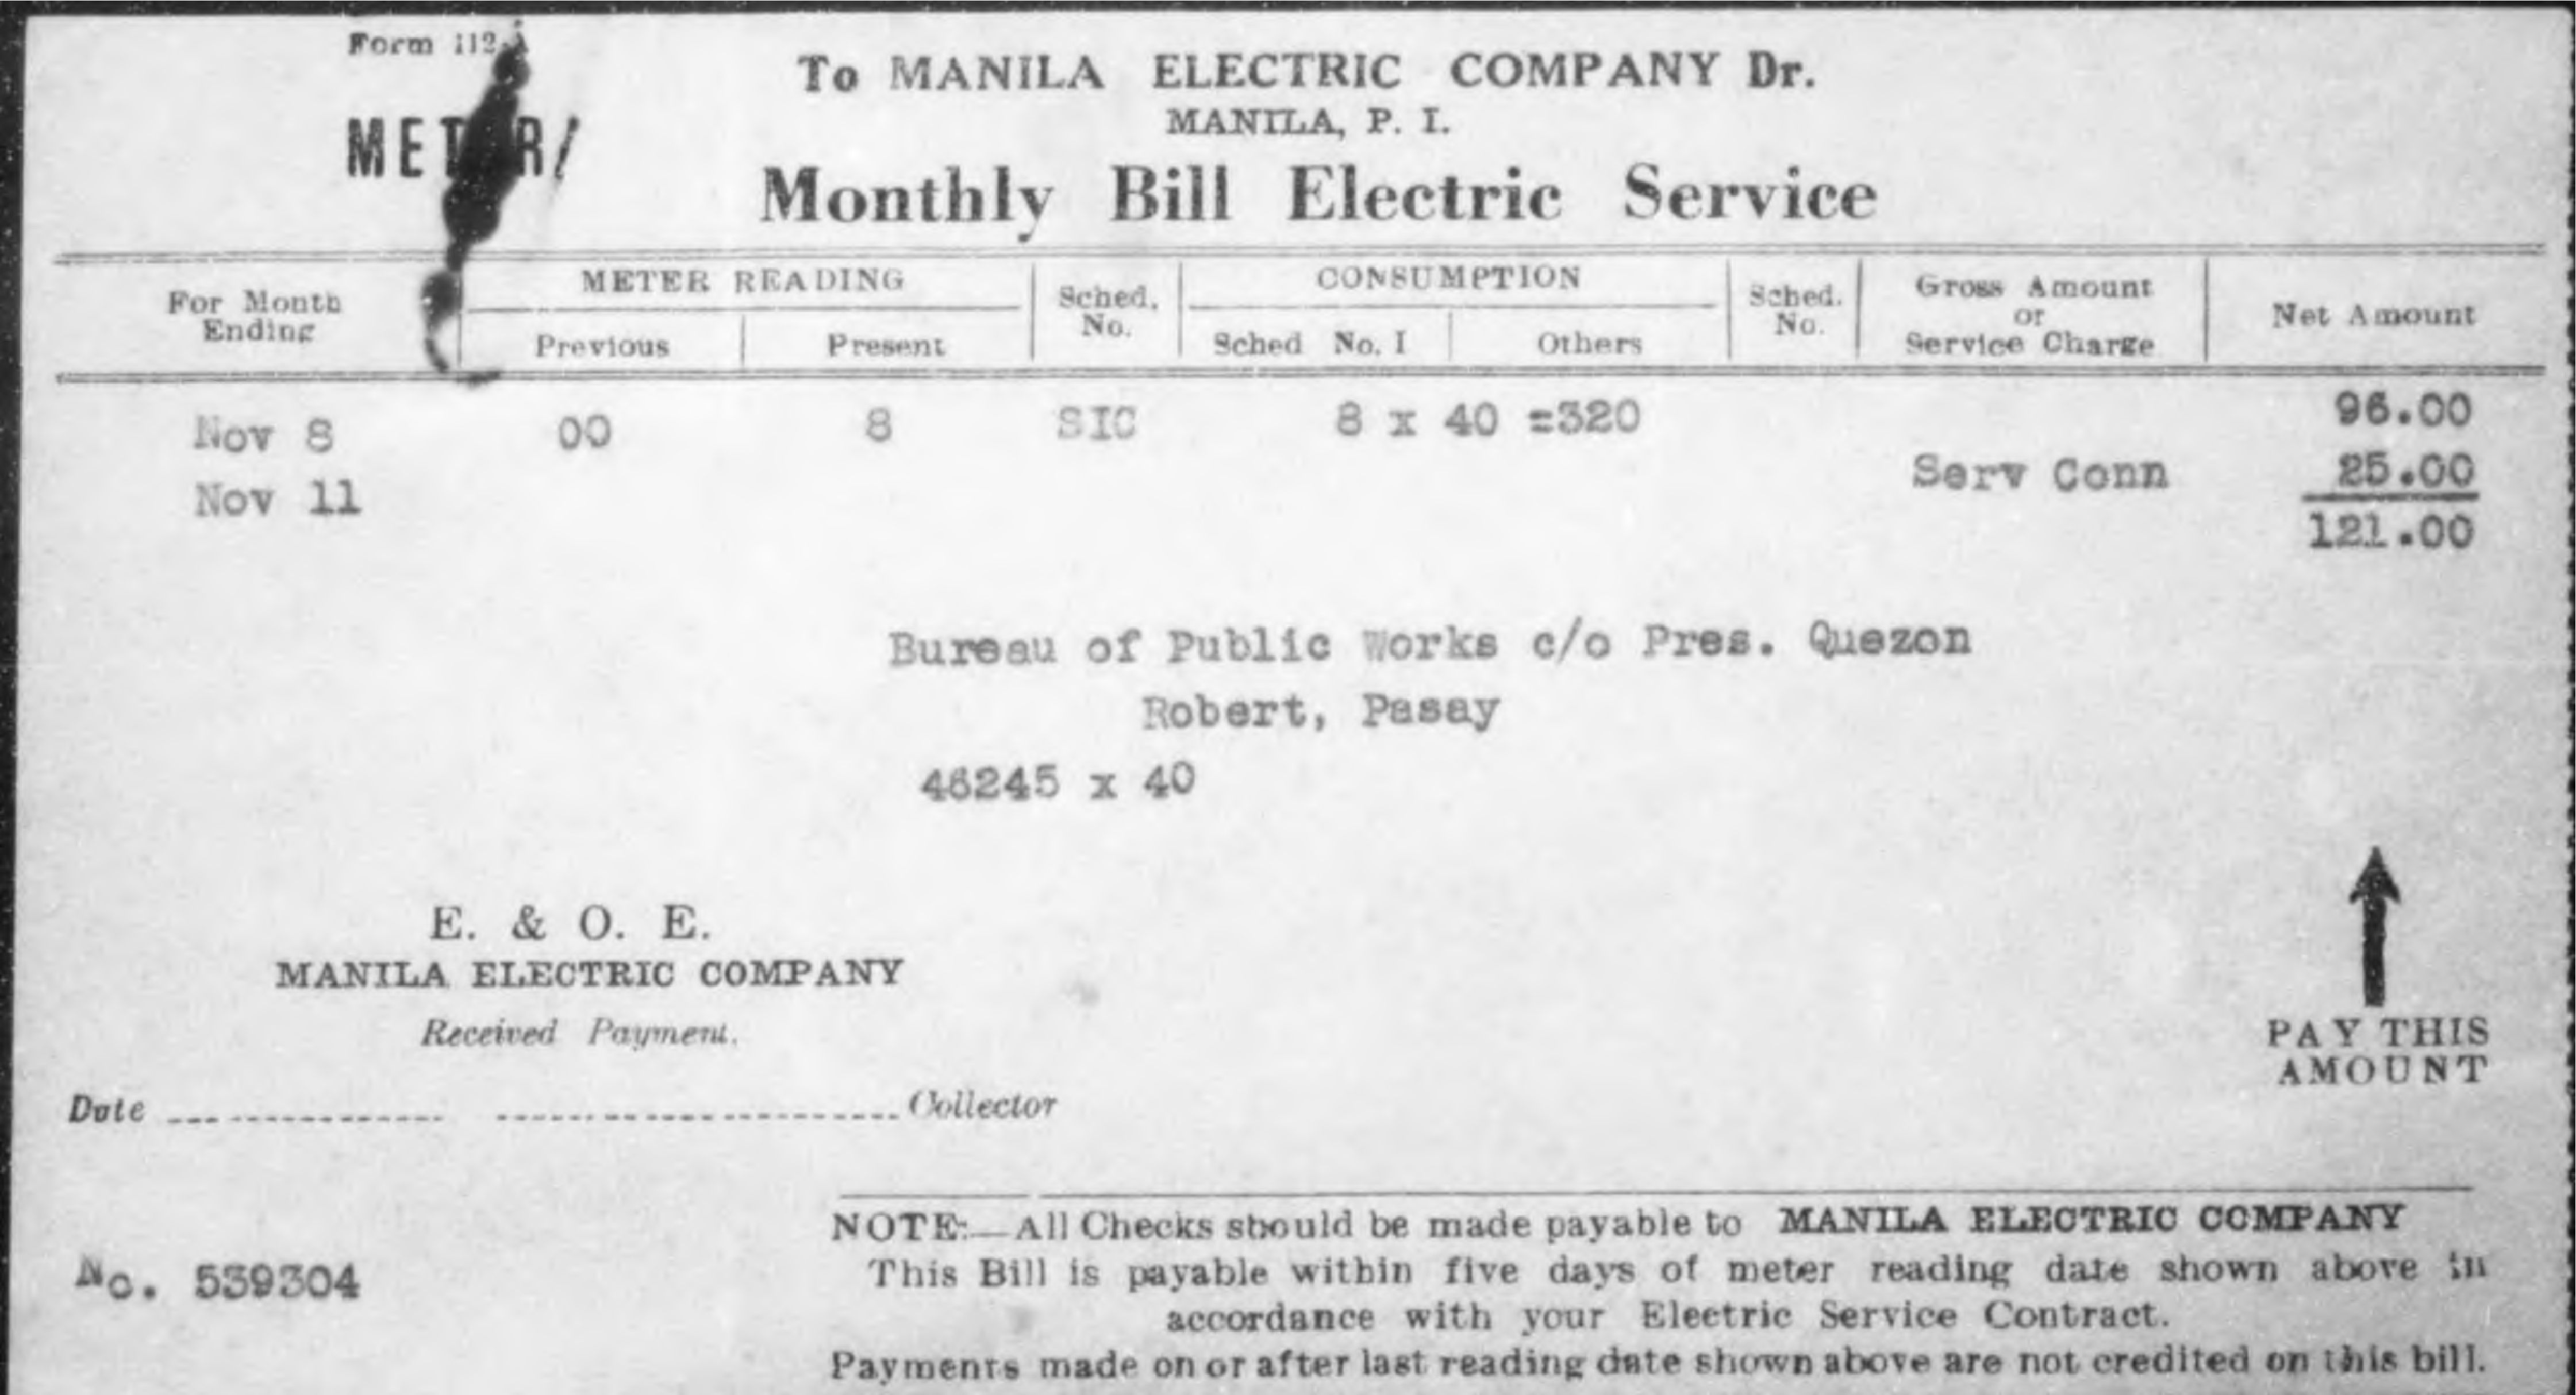 Form 112-A
METER/
To MANILA ELECTRIC COMPANY Dr.
MANILA, P. I.
Monthly Bill Electric Service
For Month Ending
METER READING
Previous
Present
Sched. No.
CONSUMPTION
Sched No. I
Others
Sched. No.
Gross Amount or Service Charge
Net Amount
Nov 8 00 8 SIC 8 x 40 =320 96.00
Nov 11 Serv Conn 25.00
121.00
Bureau of Public Works c/o Pres. Quezon
Robert, Pasay
46245 x 40
E. & O. E.
MANILA ELECTRIC COMPANY
Received Payment.
Date Collector
PAY THIS
AMOUNT
No. 539304
NOTE:—All Checks should be made payable to MANILA ELECTRIC COMPANY
This Bill is payable within five days of meter reading date shown above in
accordance with your Electric Service Contract.
Payments made on or after last reading date shown above are not credited on this bill.